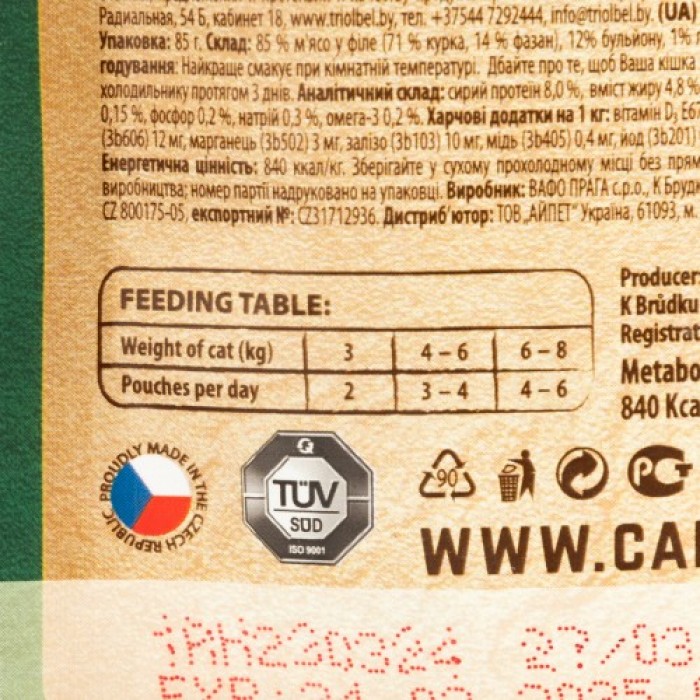 Радиальная, 54 Б, кабинет 18, www.triolbel.by, тел. +37544 7292444, info@triolbel.by. (UA)
Упаковка: 85 г. Склад: 85 % м'ясо у філе (71 % курка, 14 % фазан), 12% бульйону, 1%
годування: Найкраще смакує при кімнатній температурі. Дбайте про те, щоб Ваша кішка
холодильнику протягом 3 днів. Аналітичний склад: сирий протеїн 8,0 %, вміст жиру 4,8 %
0,15 %, фосфор 0,2 %, натрій 0,3 %, омега-3 0,2 %. Харчові додатки на 1 кг: вітамін D₃ E671
(3b606) 12 мг, марганець (3b502) 3 мг, залізо (3b103) 10 мг, мідь (3b405) 0,4 мг, йод (3b201)
Енергетична цінність: 840 ккал/кг. Зберігайте у сухому прохолодному місці без прям
виробництва; номер партії надруковано на упаковці. Виробник: ВАФО ПРАГА с.р.о., К Бруд
CZ 800175-05, експортний №: CZ31712936. Дистриб'ютор: ТОВ „АЙПЕТ" Україна, 61093, м.
FEEDING TABLE:
Weight of cat (kg) 3 4 – 6 6 – 8
Pouches per day 2 3 – 4 4 – 6
Producer
K Brůdku
Registrat
Metabo
840 Kca
PROUDLY MADE IN THE CZECH REPUBLIC
TÜV
SÜD
ISO 9001
90
РСТ
WWW.CA
1RH220324 27/03